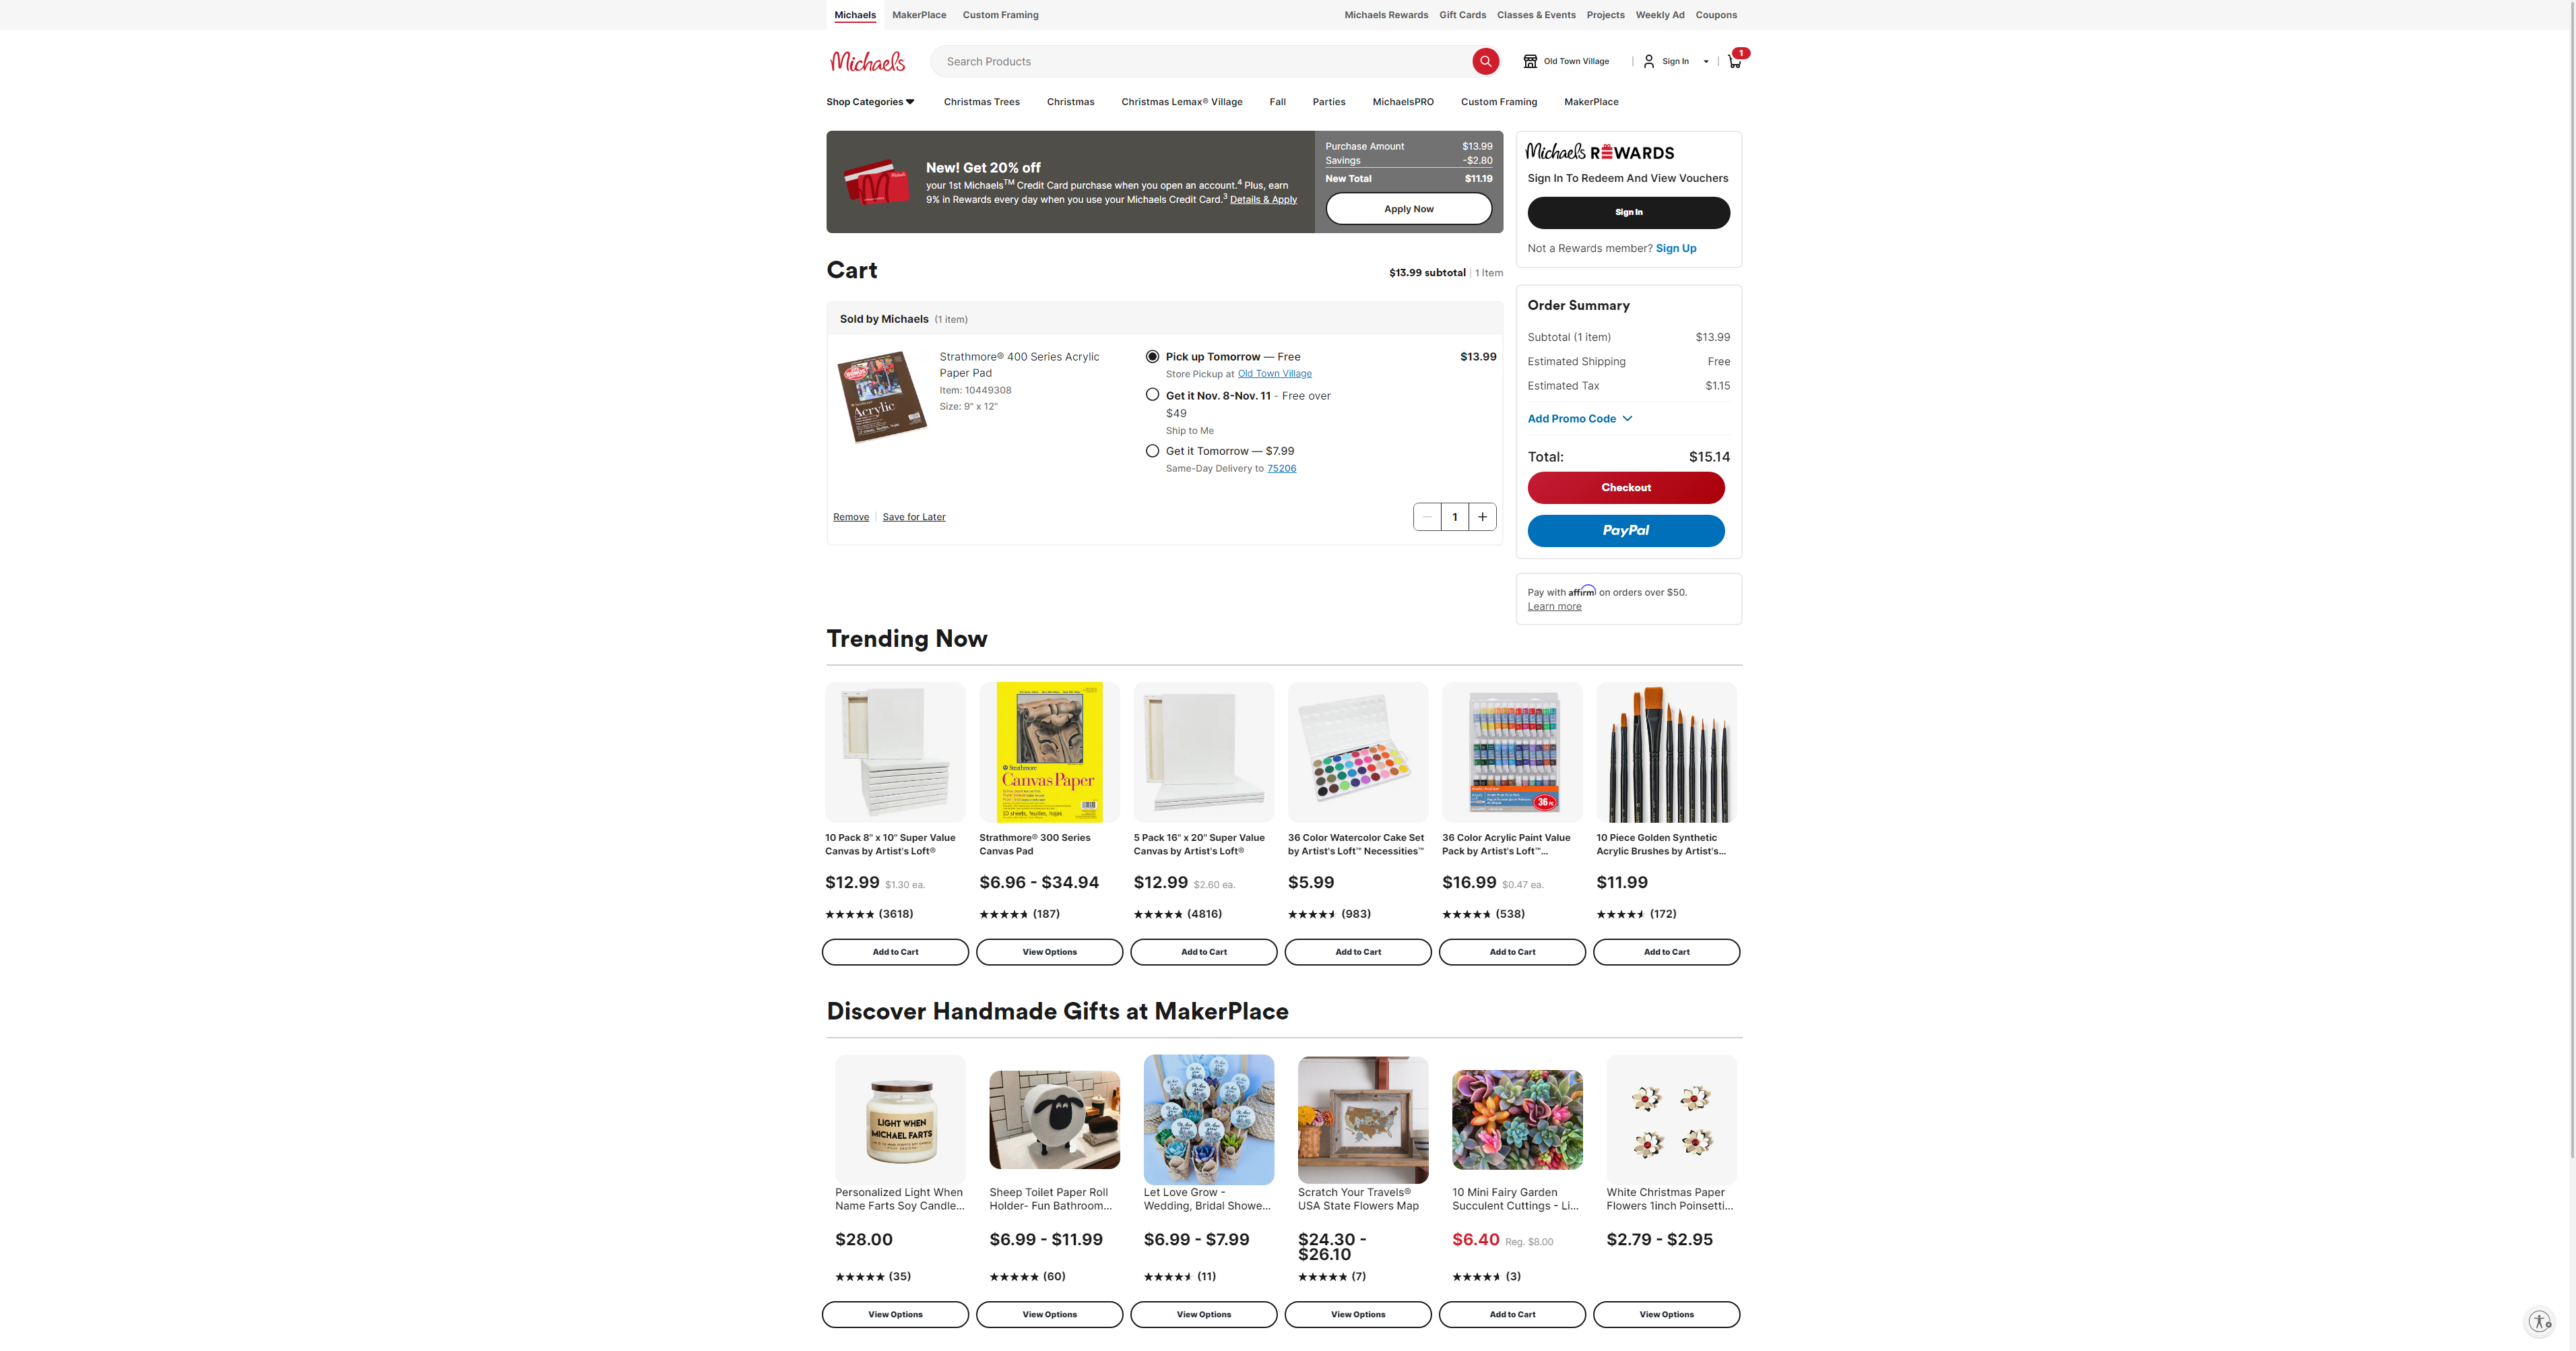 Michaels MakerPlace Custom Framing
Michaels Rewards Gift Cards Classes & Events Projects Weekly Ad Coupons
Michaels
Search Products
Old Town Village | Sign In | 1
Shop Categories Christmas Trees Christmas Christmas Lemax® Village Fall Parties MichaelsPRO Custom Framing MakerPlace
New! Get 20% off
your 1st Michaels™ Credit Card purchase when you open an account.⁴ Plus, earn
9% in Rewards every day when you use your Michaels Credit Card.³ Details & Apply
Purchase Amount $13.99
Savings -$2.80
New Total $11.19
Apply Now
Michaels REWARDS
Sign In To Redeem And View Vouchers
Sign In
Not a Rewards member? Sign Up
Cart
$13.99 subtotal | 1 Item
Sold by Michaels (1 item)
Acrylic
Strathmore® 400 Series Acrylic
Paper Pad
Item: 10449308
Size: 9" x 12"
Pick up Tomorrow — Free
Store Pickup at Old Town Village
Get it Nov. 8-Nov. 11 - Free over
$49
Ship to Me
Get it Tomorrow — $7.99
Same-Day Delivery to 75206
$13.99
Remove | Save for Later
— 1 +
Order Summary
Subtotal (1 item) $13.99
Estimated Shipping Free
Estimated Tax $1.15
Add Promo Code
Total: $15.14
Checkout
PayPal
Pay with affirm on orders over $50.
Learn more
Trending Now
Strathmore
Canvas Paper
36
10 Pack 8" x 10" Super Value
Canvas by Artist's Loft®
$12.99 $1.30 ea.
(3618)
Add to Cart
Strathmore® 300 Series
Canvas Pad
$6.96 - $34.94
(187)
View Options
5 Pack 16" x 20" Super Value
Canvas by Artist's Loft®
$12.99 $2.60 ea.
(4816)
Add to Cart
36 Color Watercolor Cake Set
by Artist's Loft™ Necessities™
$5.99
(983)
Add to Cart
36 Color Acrylic Paint Value
Pack by Artist's Loft™...
$16.99 $0.47 ea.
(538)
Add to Cart
10 Piece Golden Synthetic
Acrylic Brushes by Artist's...
$11.99
(172)
Add to Cart
Discover Handmade Gifts at MakerPlace
LIGHT WHEN
MICHAEL FARTS
Personalized Light When
Name Farts Soy Candle...
$28.00
(35)
View Options
Sheep Toilet Paper Roll
Holder- Fun Bathroom...
$6.99 - $11.99
(60)
View Options
Let Love Grow -
Wedding, Bridal Showe...
$6.99 - $7.99
(11)
View Options
Scratch Your Travels®
USA State Flowers Map
$24.30 -
$26.10
(7)
View Options
10 Mini Fairy Garden
Succulent Cuttings - Li...
$6.40 Reg. $8.00
(3)
Add to Cart
White Christmas Paper
Flowers 1inch Poinsetti...
$2.79 - $2.95
View Options